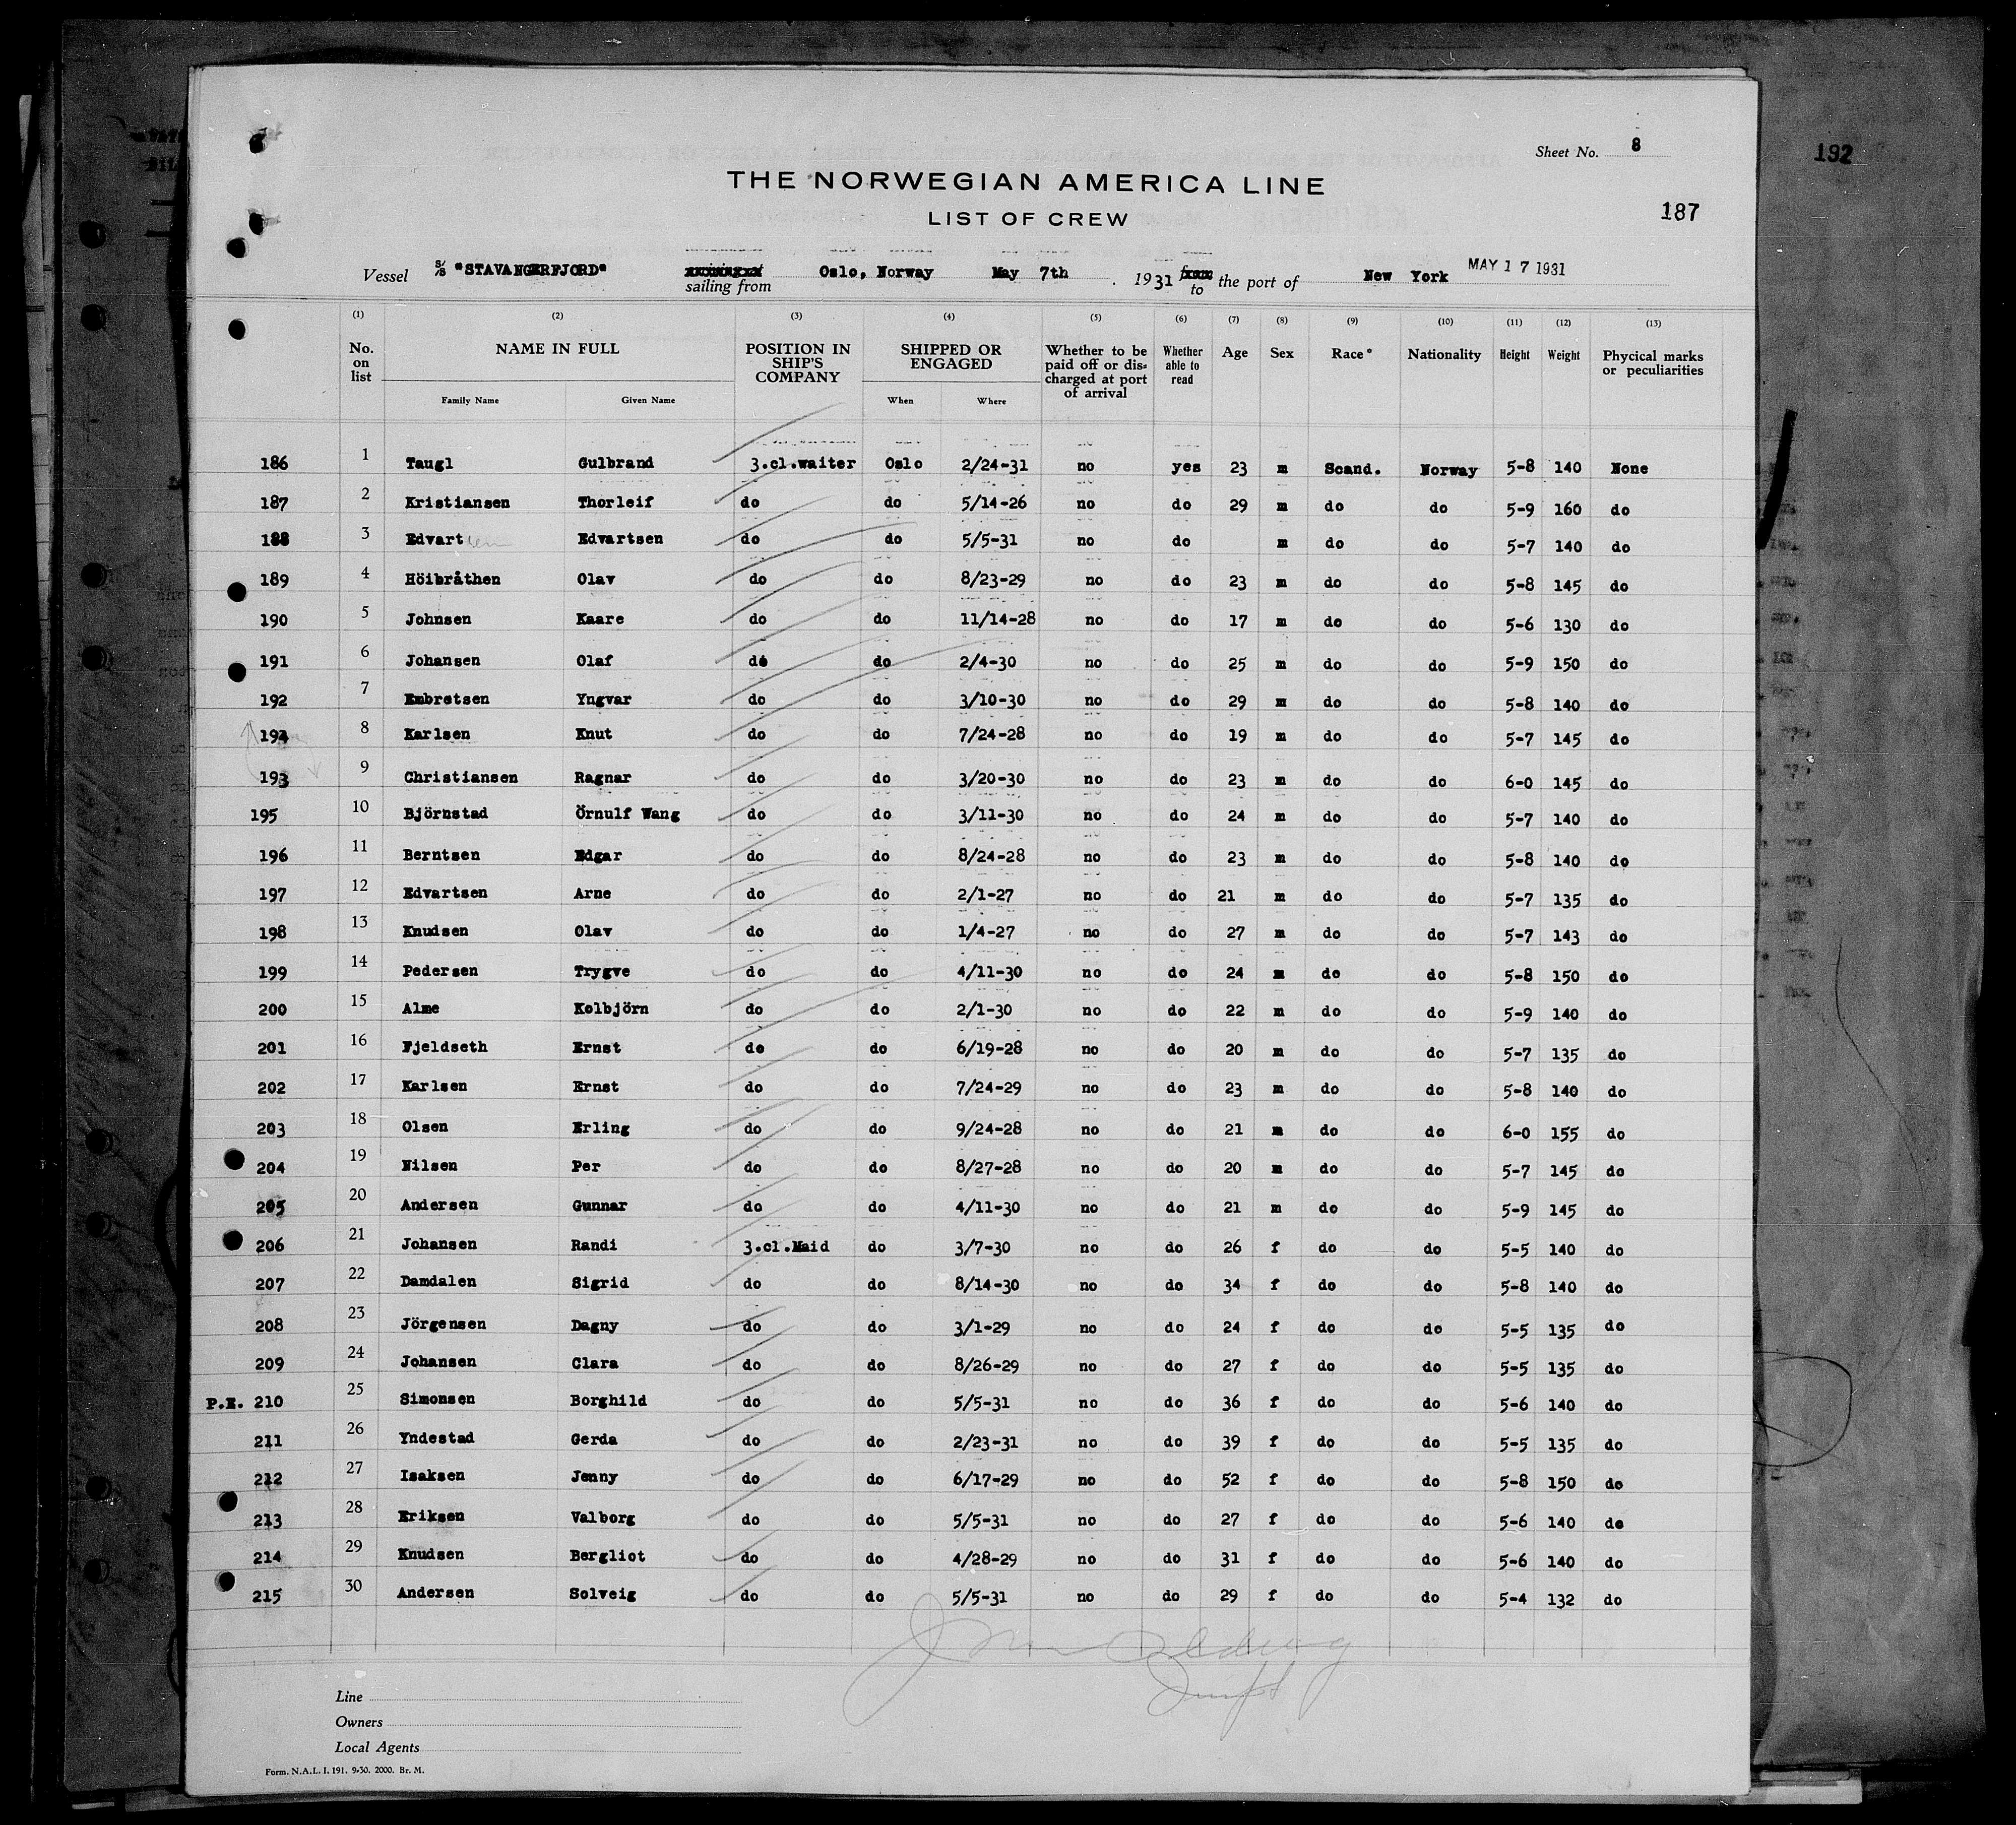 Sheet No. 8
192
THE NORWEGIAN AMERICA LINE
LIST OF CREW
187
Vessel S/S "STAVANGERFJORD" sailing from Oslo, Norway May 7th . 1931 from to the port of New York MAY 17 1931
(1) (2) (3) (4) (5) (6) (7) (8) (9) (10) (11) (12) (13)
No. on list NAME IN FULL POSITION IN SHIP'S COMPANY SHIPPED OR ENGAGED Whether to be paid off or dis- charged at port of arrival Whether able to read Age Sex Race* Nationality Height Weight Phycical marks or peculiarities
Family Name Given Name When Where
186 1 Taugl Gulbrand 3.cl.waiter Oslo 2/24-31 no yes 23 m Scand. Norway 5-8 140 None
187 2 Kristiansen Thorleif do do 5/14-26 no do 29 m do do 5-9 160 do
188 3 Edvart Edvartsen do do 5/5-31 no do m do do 5-7 140 do
189 4 Höibråthen Olav do do 8/23-29 no do 23 m do do 5-8 145 do
190 5 Johnsen Kaare do do 11/14-28 no do 17 m do do 5-6 130 do
191 6 Johansen Olaf do do 2/4-30 no do 25 m do do 5-9 150 do
192 7 Embretsen Yngvar do do 3/10-30 no do 29 m do do 5-8 140 do
194 8 Karlsen Knut do do 7/24-28 no do 19 m do do 5-7 145 do
193 9 Christiansen Ragnar do do 3/20-30 no do 23 m do do 6-0 145 do
195 10 Björnstad Örnulf Wang do do 3/11-30 no do 24 m do do 5-7 140 do
196 11 Berntsen Edgar do do 8/24-28 no do 23 m do do 5-8 140 do
197 12 Edvartsen Arne do do 2/1-27 no do 21 m do do 5-7 135 do
198 13 Knudsen Olav do do 1/4-27 no do 27 m do do 5-7 143 do
199 14 Pedersen Trygve do do 4/11-30 no do 24 m do do 5-8 150 do
200 15 Alme Kolbjörn do do 2/1-30 no do 22 m do do 5-9 140 do
201 16 Fjeldseth Ernst do do 6/19-28 no do 20 m do do 5-7 135 do
202 17 Karlsen Ernst do do 7/24-29 no do 23 m do do 5-8 140 do
203 18 Olsen Erling do do 9/24-28 no do 21 m do do 6-0 155 do
204 19 Nilsen Per do do 8/27-28 no do 20 m do do 5-7 145 do
205 20 Andersen Gunnar do do 4/11-30 no do 21 m do do 5-9 145 do
206 21 Johansen Randi 3.cl.Maid do 3/7-30 no do 26 f do do 5-5 140 do
207 22 Damdalen Sigrid do do 8/14-30 no do 34 f do do 5-8 140 do
208 23 Jörgensen Dagny do do 3/1-29 no do 24 f do do 5-5 135 do
209 24 Johansen Clara do do 8/26-29 no do 27 f do do 5-5 135 do
P.E. 210 25 Simonsen Borghild do do 5/5-31 no do 36 f do do 5-6 140 do
211 26 Yndestad Gerda do do 2/23-31 no do 39 f do do 5-5 135 do
212 27 Isaksen Jenny do do 6/17-29 no do 52 f do do 5-8 150 do
213 28 Eriksen Valborg do do 5/5-31 no do 27 f do do 5-6 140 do
214 29 Knudsen Bergliot do do 4/28-29 no do 31 f do do 5-6 140 do
215 30 Andersen Solveig do do 5/5-31 no do 29 f do do 5-4 132 do
Line
Owners
Local Agents
Form. N.A.L. I. 191. 9-30. 2000. Br. M.